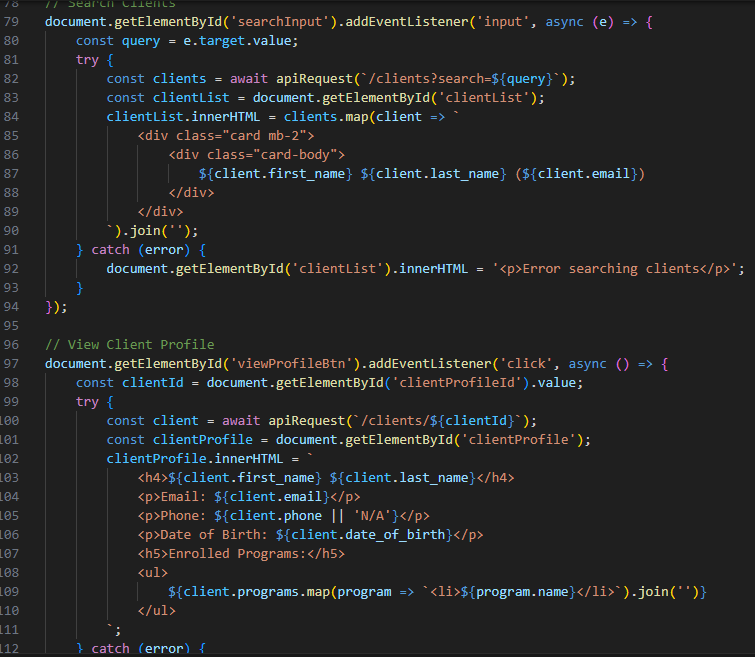 78 // Search Clients
79 document.getElementById('searchInput').addEventListener('input', async (e) => {
80     const query = e.target.value;
81     try {
82         const clients = await apiRequest(`/clients?search=${query}`);
83         const clientList = document.getElementById('clientList');
84         clientList.innerHTML = clients.map(client => `
85             <div class="card mb-2">
86                 <div class="card-body">
87                     ${client.first_name} ${client.last_name} (${client.email})
88                 </div>
89             </div>
90         `).join('');
91     } catch (error) {
92         document.getElementById('clientList').innerHTML = '<p>Error searching clients</p>';
93     }
94 });
95
96 // View Client Profile
97 document.getElementById('viewProfileBtn').addEventListener('click', async () => {
98     const clientId = document.getElementById('clientProfileId').value;
99     try {
100         const client = await apiRequest(`/clients/${clientId}`);
101         const clientProfile = document.getElementById('clientProfile');
102         clientProfile.innerHTML = `
103             <h4>${client.first_name} ${client.last_name}</h4>
104             <p>Email: ${client.email}</p>
105             <p>Phone: ${client.phone || 'N/A'}</p>
106             <p>Date of Birth: ${client.date_of_birth}</p>
107             <h5>Enrolled Programs:</h5>
108             <ul>
109                 ${client.programs.map(program => `<li>${program.name}</li>`).join('')}
110             </ul>
111         `;
112     } catch (error) {